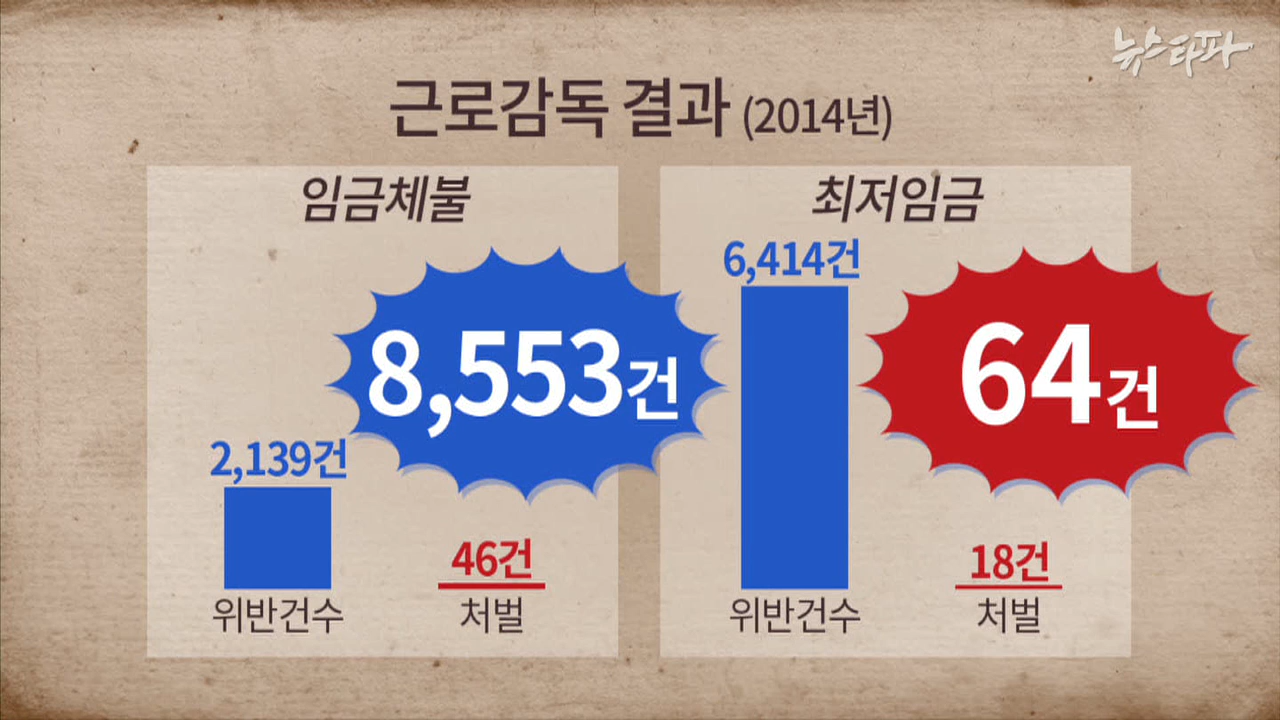 뉴스타파
근로감독 결과 (2014년)
임금체불
2,139건
위반건수
46건
처벌
8,553건
최저임금
6,414건
위반건수
18건
처벌
64건